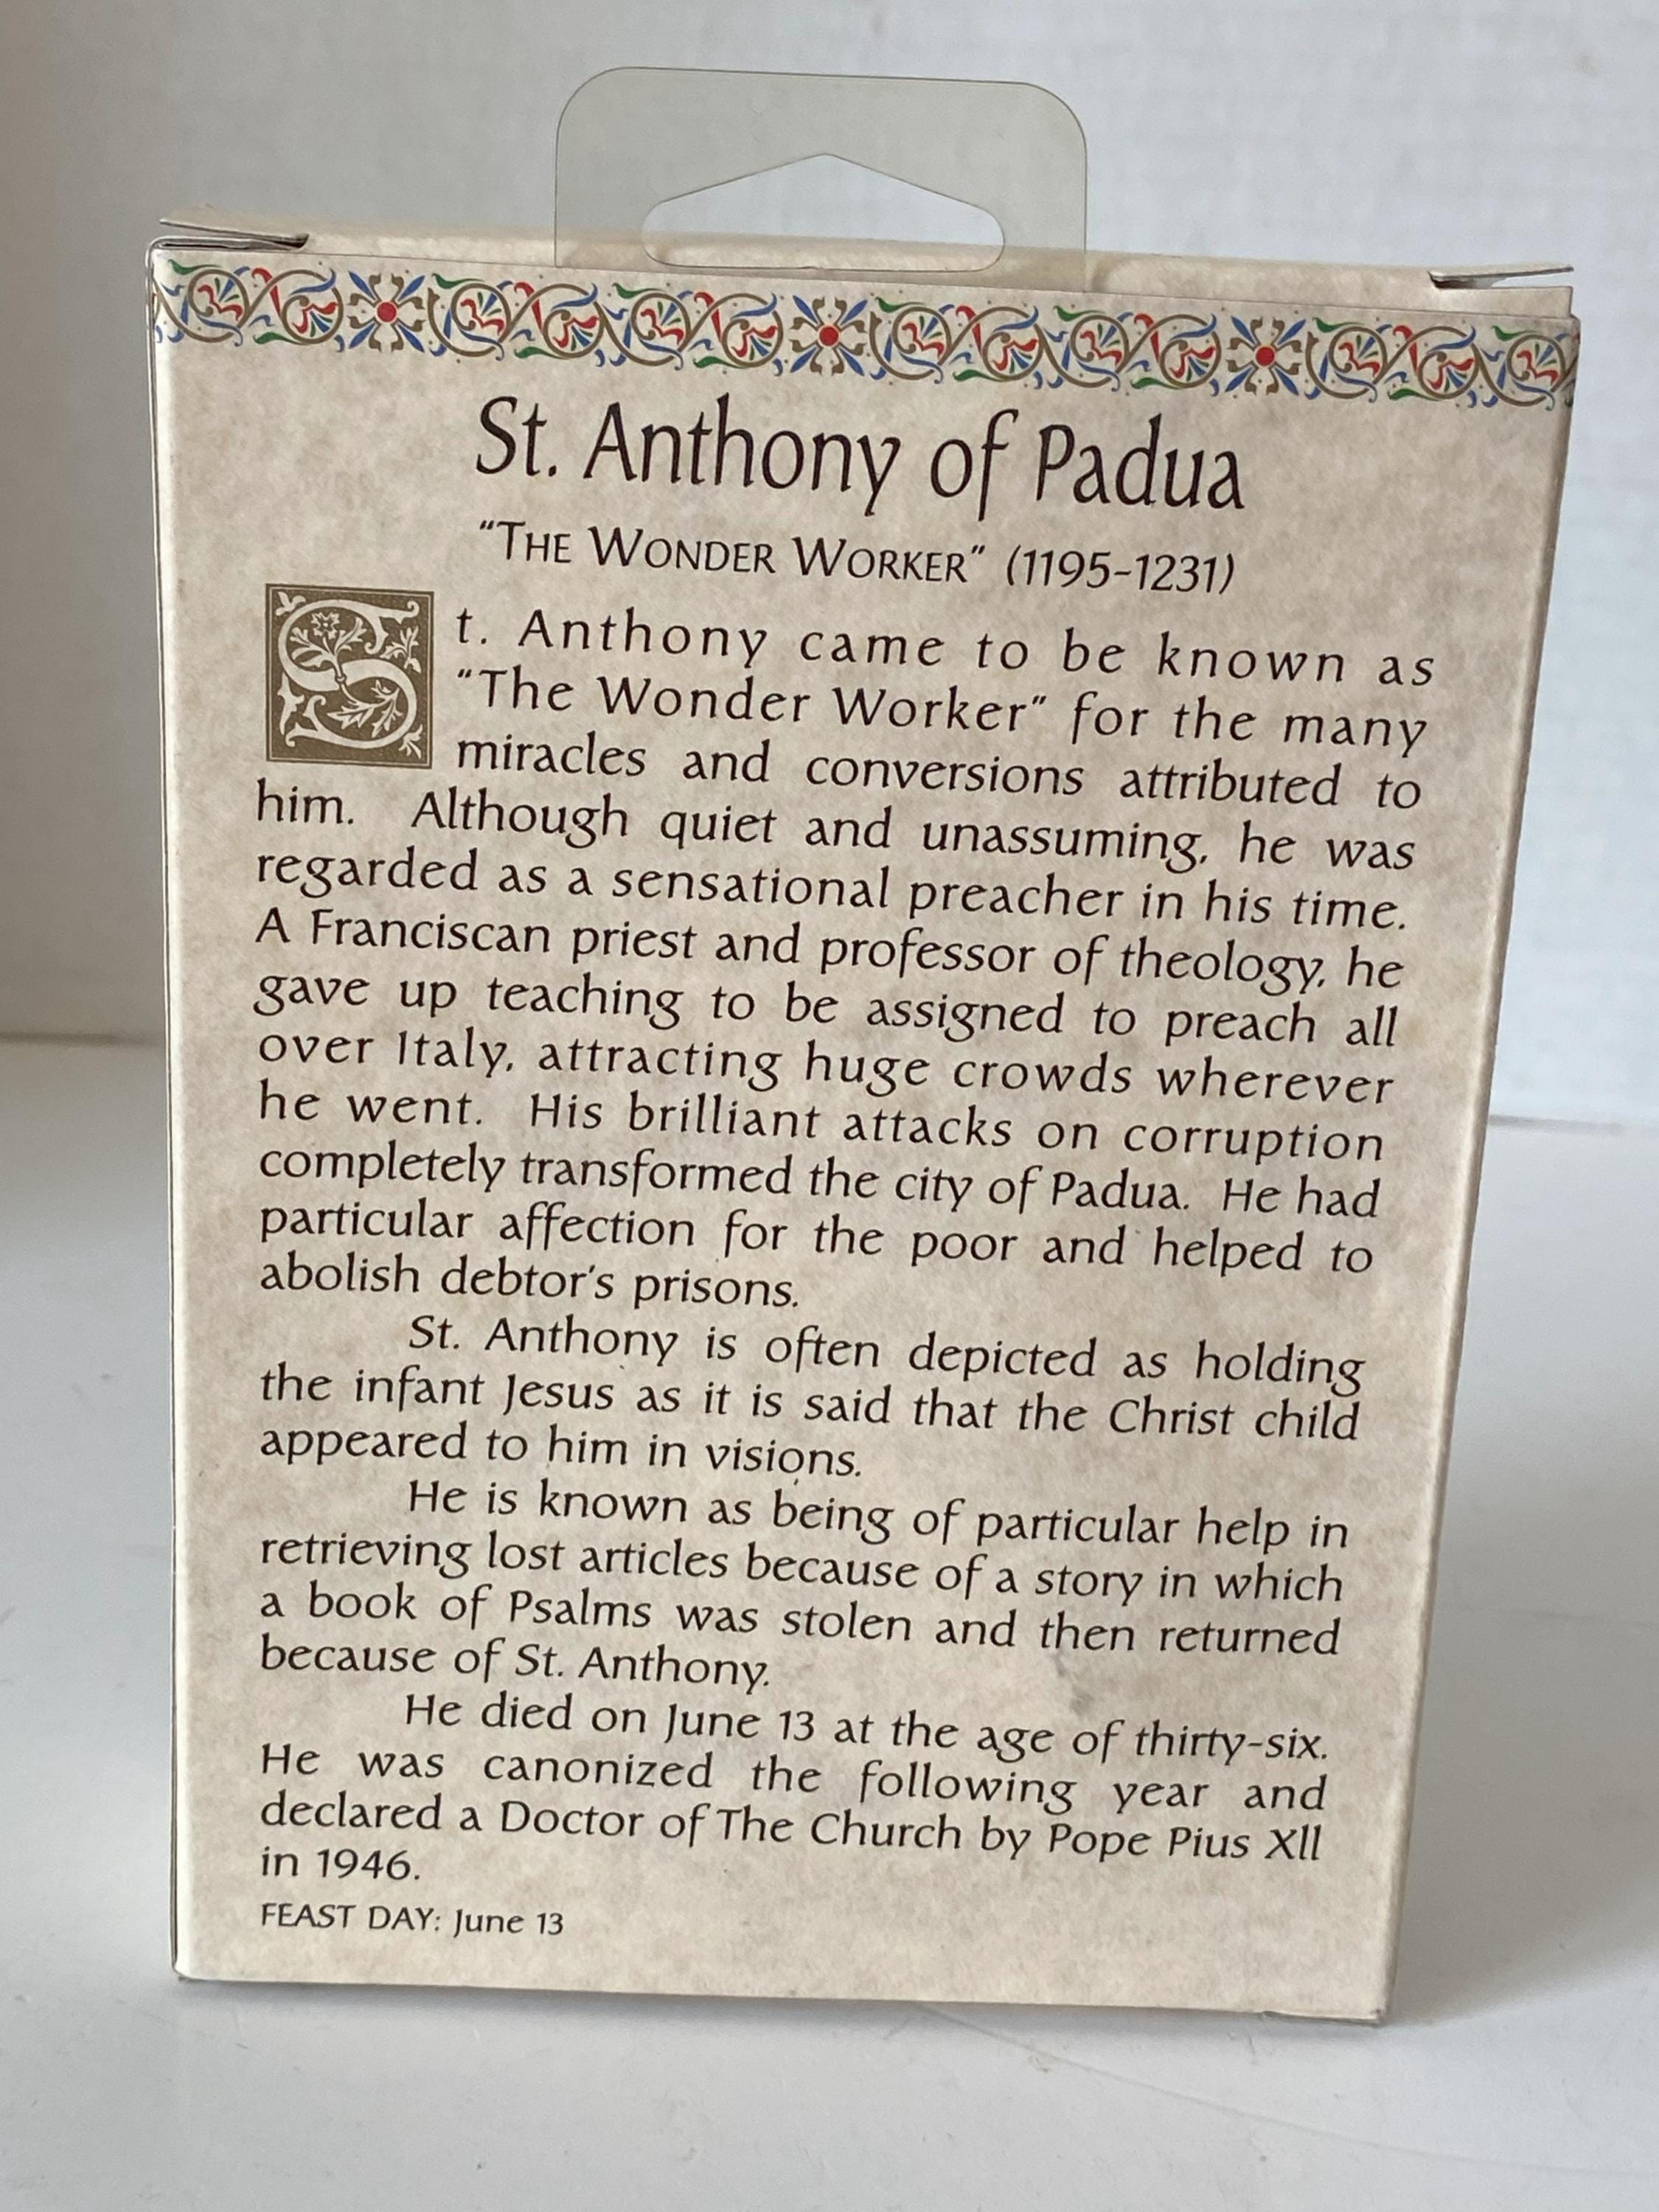 St. Anthony of Padua
“THE WONDER WORKER” (1195-1231)
St. Anthony came to be known as
“The Wonder Worker” for the many
miracles and conversions attributed to
him. Although quiet and unassuming, he was
regarded as a sensational preacher in his time.
A Franciscan priest and professor of theology, he
gave up teaching to be assigned to preach all
over Italy, attracting huge crowds wherever
he went. His brilliant attacks on corruption
completely transformed the city of Padua. He had
particular affection for the poor and helped to
abolish debtor’s prisons.
St. Anthony is often depicted as holding
the infant Jesus as it is said that the Christ child
appeared to him in visions.
He is known as being of particular help in
retrieving lost articles because of a story in which
a book of Psalms was stolen and then returned
because of St. Anthony.
He died on June 13 at the age of thirty-six.
He was canonized the following year and
declared a Doctor of The Church by Pope Pius Xll
in 1946.
FEAST DAY: June 13